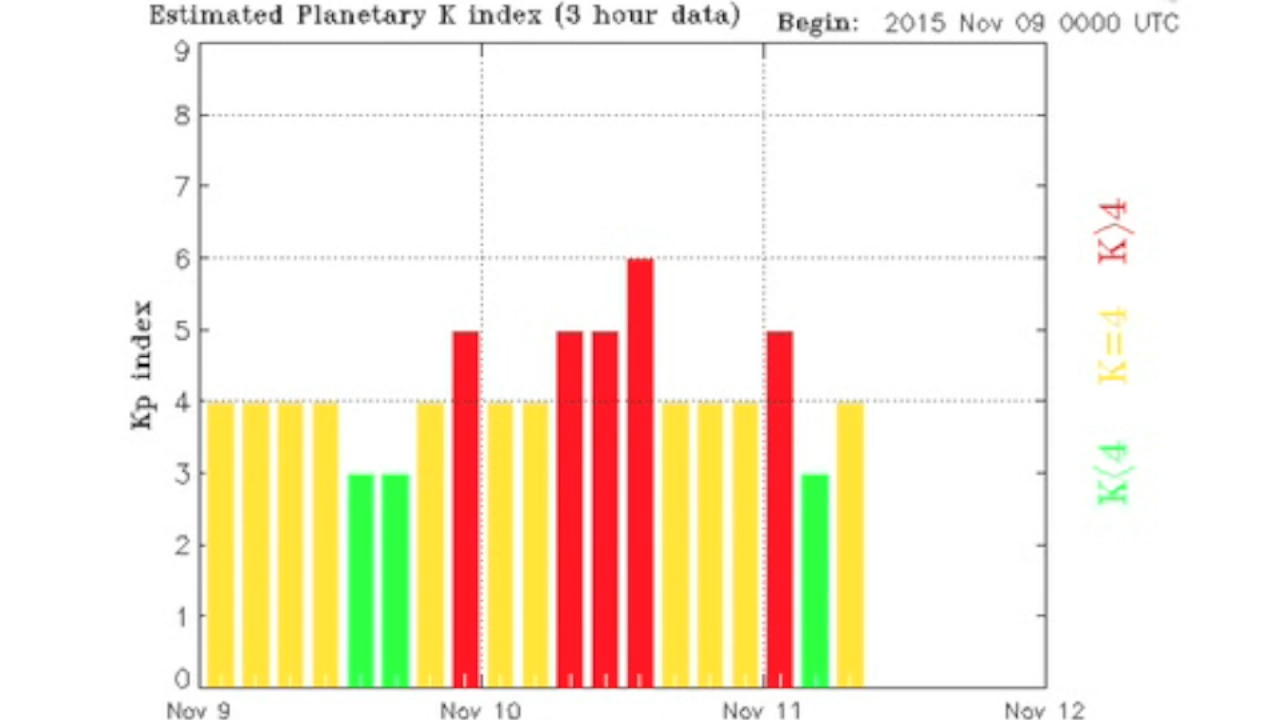 Estimated Planetary K index (3 hour data) Begin: 2015 Nov 09 0000 UTC
9
8
7
6
5
4
3
2
1
0
Kp index
Nov 9 Nov 10 Nov 11 Nov 12
K>4
K=4
K<4